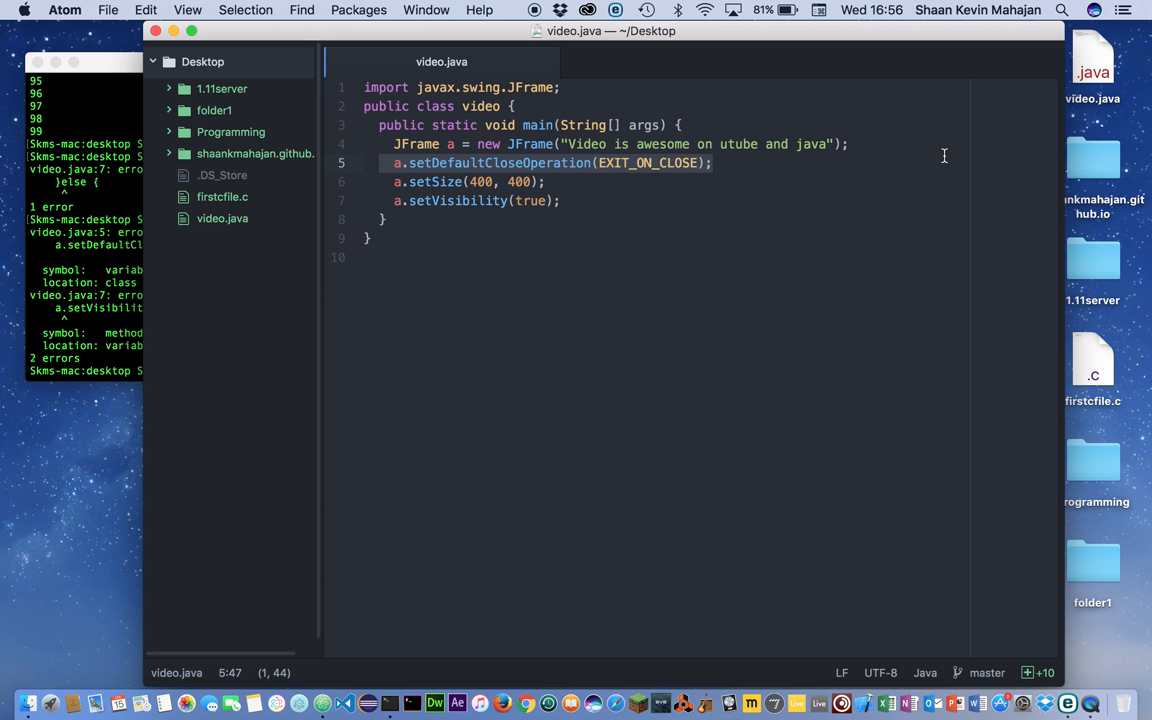 Atom File Edit View Selection Find Packages Window Help 81% Wed 16:56 Shaan Kevin Mahajan
video.java — ~/Desktop
95
96
97
98
99
[Skms-mac:desktop S
[Skms-mac:desktop S
video.java:7: erro
}else {
^
1 error
[Skms-mac:desktop S
video.java:5: erro
a.setDefaultCl
symbol: variab
location: class
video.java:7: erro
a.setVisibilit
^
symbol: metho
location: variab
2 errors
Skms-mac:desktop S
Desktop
1.11server
folder1
Programming
shaankmahajan.github.
.DS_Store
firstcfile.c
video.java
video.java
1 import javax.swing.JFrame;
2 public class video {
3 public static void main(String[] args) {
4 JFrame a = new JFrame("Video is awesome on utube and java");
5 a.setDefaultCloseOperation(EXIT_ON_CLOSE);
6 a.setSize(400, 400);
7 a.setVisibility(true);
8 }
9 }
10
video.java 5:47 (1, 44) LF UTF-8 Java master +10
.java
video.java
ankmahajan.git
hub.io
1.11server
.c
firstcfile.c
rogramming
folder1
15 Dw Ae